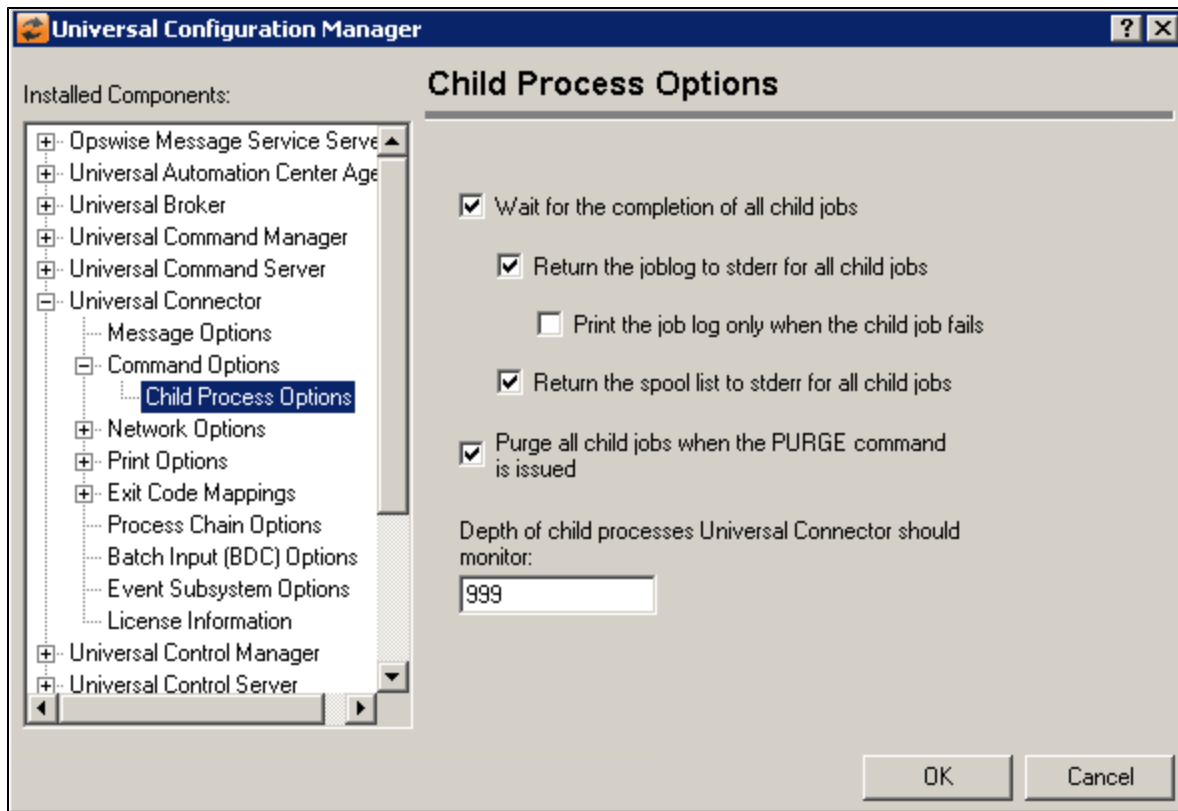 Universal Configuration Manager
Installed Components:
Opswise Message Service Serve
Universal Automation Center Age
Universal Broker
Universal Command Manager
Universal Command Server
Universal Connector
Message Options
Command Options
Child Process Options
Network Options
Print Options
Exit Code Mappings
Process Chain Options
Batch Input (BDC) Options
Event Subsystem Options
License Information
Universal Control Manager
Universal Control Server
Child Process Options
Wait for the completion of all child jobs
Return the joblog to stderr for all child jobs
Print the job log only when the child job fails
Return the spool list to stderr for all child jobs
Purge all child jobs when the PURGE command
is issued
Depth of child processes Universal Connector should
monitor:
999
OK
Cancel